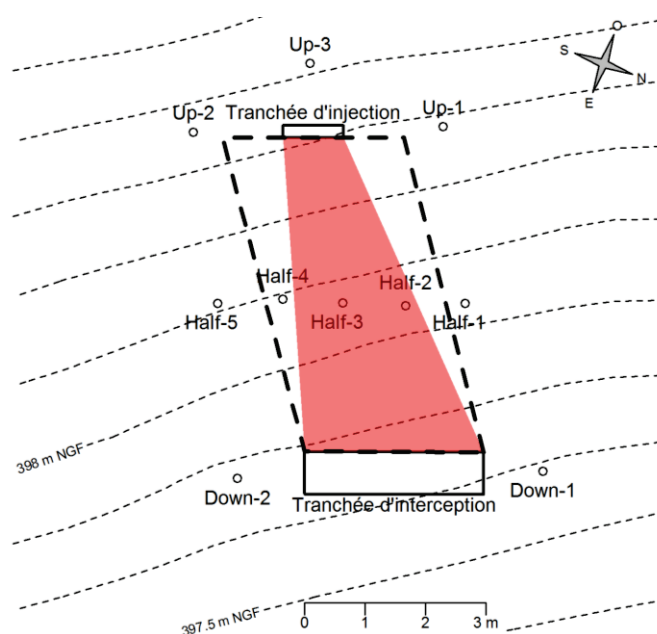 Up-3
S
N
E
Up-2
Tranchée d'injection
Up-1
Half-4
Half-2
Half-5
Half-3
Half-1
398 m NGF
Down-2
Down-1
Tranchée d'interception
397.5 m NGF
0 1 2 3 m